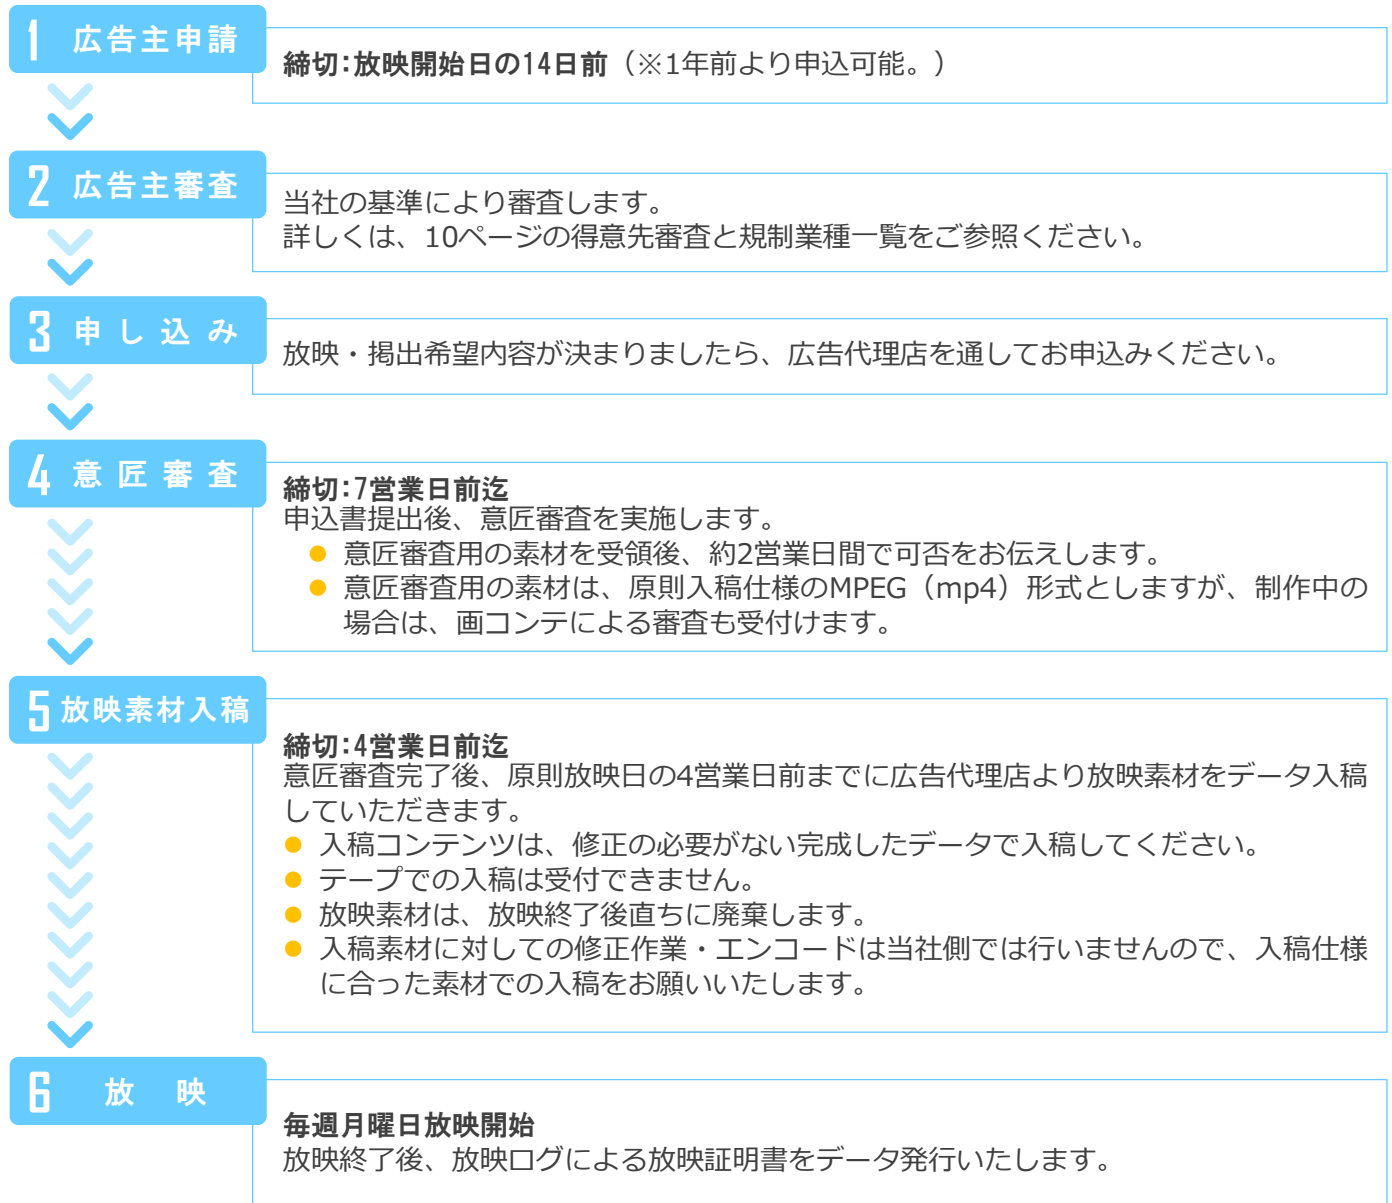 1 広告主申請
締切：放映開始日の14日前（※1年前より申込可能。）
2 広告主審査
当社の基準により審査します。
詳しくは、10ページの得意先審査と規制業種一覧をご参照ください。
3 申し込み
放映・掲出希望内容が決まりましたら、広告代理店を通してお申込みください。
4 意匠審査
締切：7営業日前迄
申込書提出後、意匠審査を実施します。
● 意匠審査用の素材を受領後、約2営業日間で可否をお伝えします。
● 意匠審査用の素材は、原則入稿仕様のMPEG（mp4）形式としますが、制作中の
場合は、画コンテによる審査も受付けます。
5 放映素材入稿
締切：4営業日前迄
意匠審査完了後、原則放映日の4営業日前までに広告代理店より放映素材をデータ入稿
していただきます。
● 入稿コンテンツは、修正の必要がない完成したデータで入稿してください。
● テープでの入稿は受付できません。
● 放映素材は、放映終了後直ちに廃棄します。
● 入稿素材に対しての修正作業・エンコードは当社側では行いませんので、入稿仕様
に合った素材での入稿をお願いいたします。
6 放映
毎週月曜日放映開始
放映終了後、放映ログによる放映証明書をデータ発行いたします。